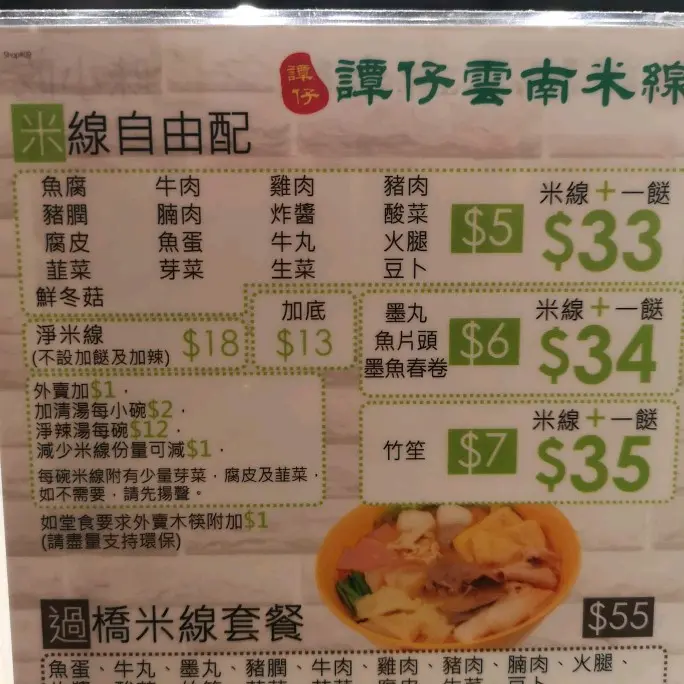 譚仔
譚仔雲南米線
米線自由配
魚腐 牛肉 雞肉 豬肉
豬膶 腩肉 炸醬 酸菜
腐皮 魚蛋 牛丸 火腿
韮菜 芽菜 生菜 豆卜
鮮冬菇
$5
米線+一餸
$33
淨米線
(不設加餸及加辣)
$18
加底
$13
墨丸
魚片頭
墨魚春卷
$6
米線+一餸
$34
外賣加$1，
加清湯每小碗$2，
淨辣湯每碗$12，
減少米線份量可減$1，
每碗米線附有少量芽菜，腐皮及韮菜，
如不需要，請先揚聲。
竹笙
$7
米線+一餸
$35
如堂食要求外賣木筷附加$1
(請盡量支持環保)
過橋米線套餐
$55
魚蛋、牛丸、墨丸、豬膶、牛肉、雞肉、豬肉、腩肉、火腿、